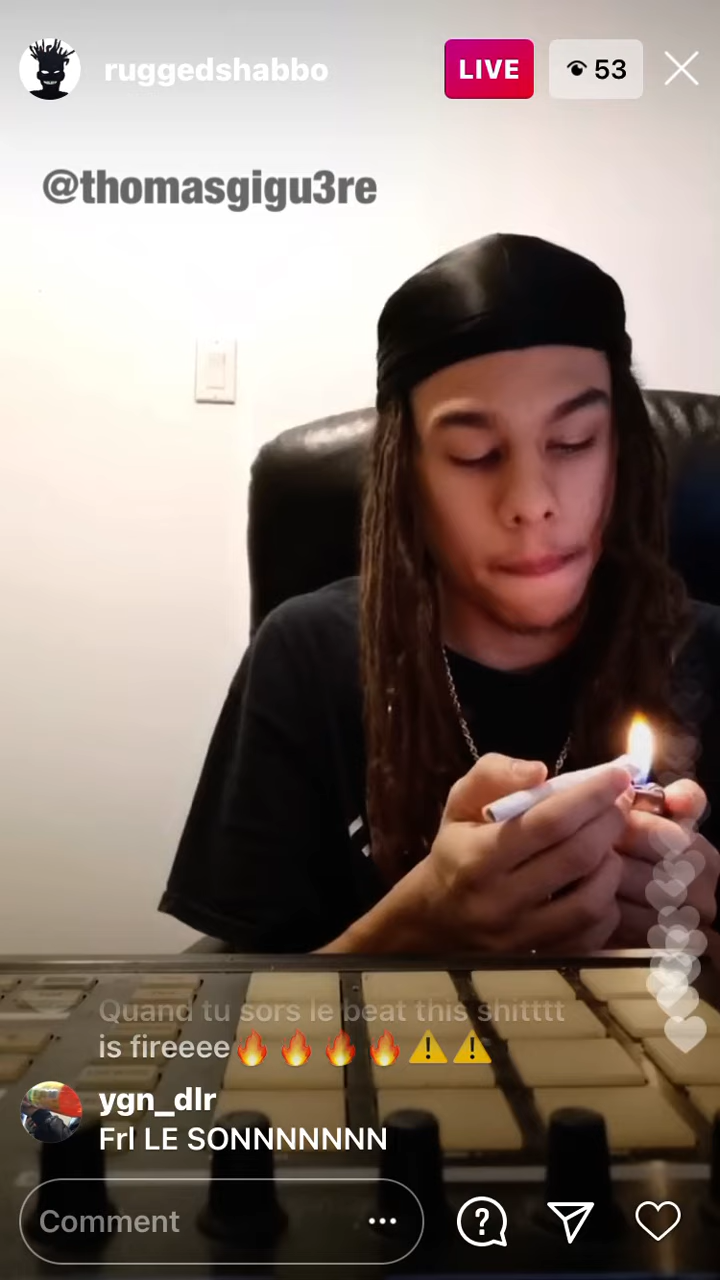 ruggedshabbo
LIVE
53
@thomasgigu3re
Quand tu sors le beat this shitttt
is fireeee🔥🔥🔥🔥⚠️⚠️
ygn_dlr
Frl LE SONNNNNNN
Comment